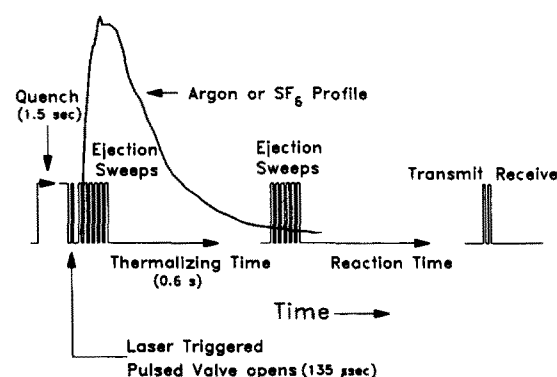 Quench
(1.5 sec)
Argon or SF6 Profile
Ejection
Sweeps
Ejection
Sweeps
Transmit Receive
Thermalizing Time
(0.6 s)
Reaction Time
Time
Laser Triggered
Pulsed Valve opens (135 μsec)